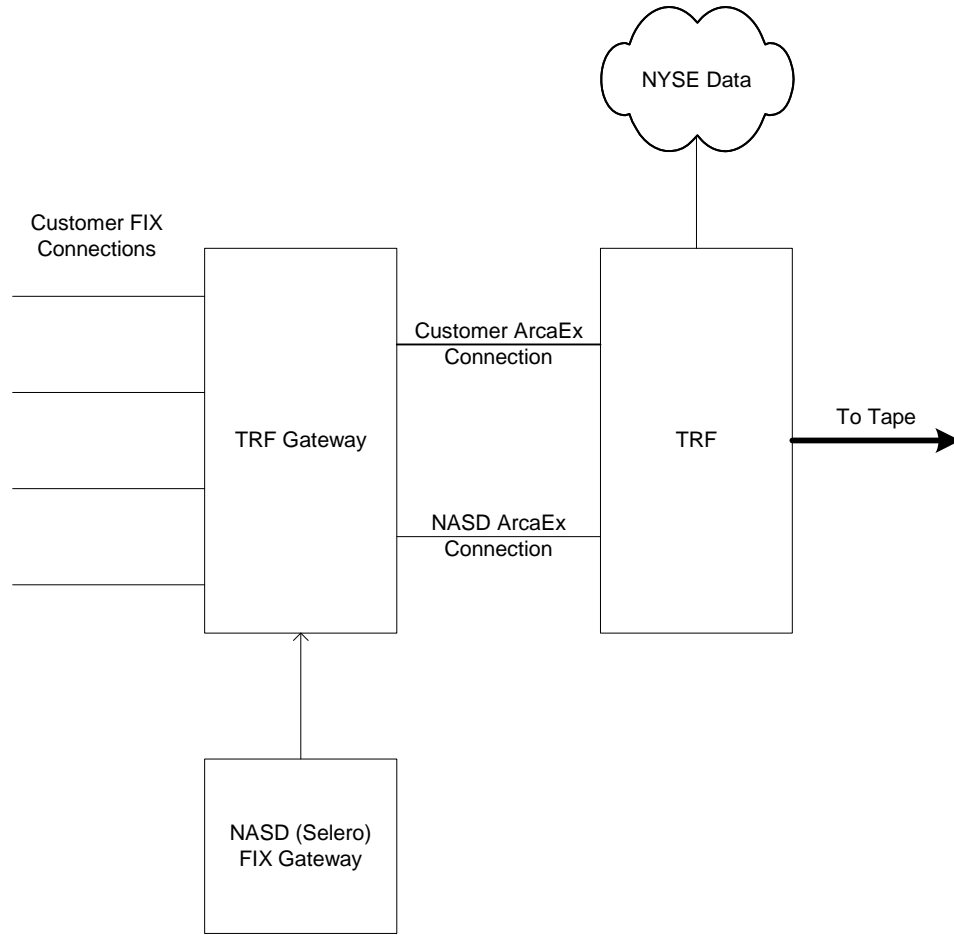 NYSE Data
Customer FIX
Connections
Customer ArcaEx
Connection
TRF Gateway
TRF
To Tape
NASD ArcaEx
Connection
NASD (Selero)
FIX Gateway